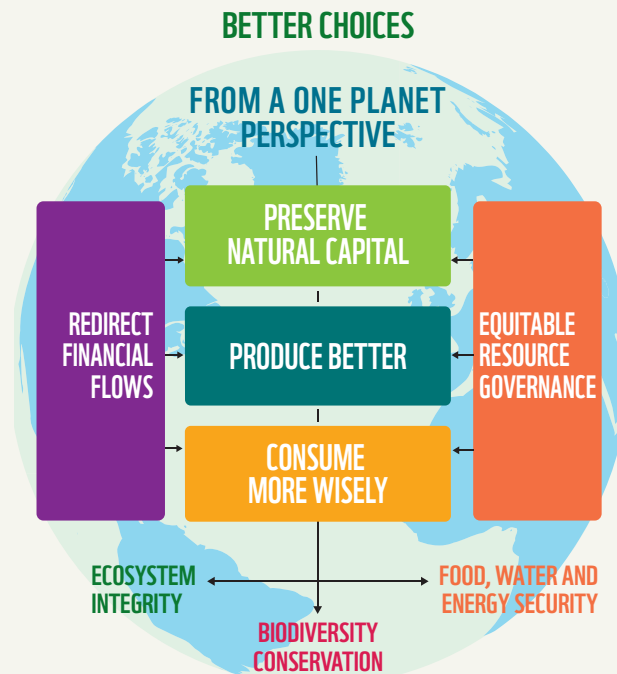 BETTER CHOICES
FROM A ONE PLANET
PERSPECTIVE
PRESERVE
NATURAL CAPITAL
REDIRECT
FINANCIAL
FLOWS
PRODUCE BETTER
EQUITABLE
RESOURCE
GOVERNANCE
CONSUME
MORE WISELY
ECOSYSTEM
INTEGRITY
BIODIVERSITY
CONSERVATION
FOOD, WATER AND
ENERGY SECURITY